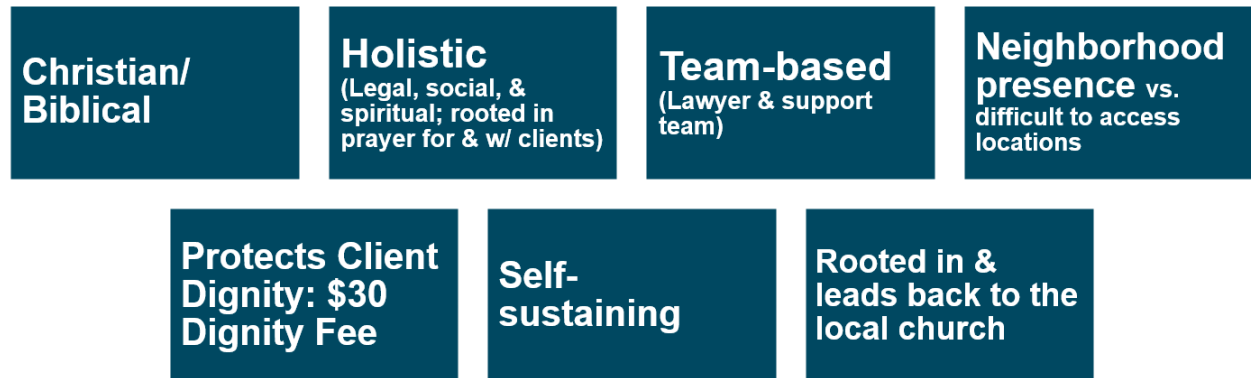 Christian/
Biblical
Holistic
(Legal, social, &
spiritual; rooted in
prayer for & w/ clients)
Team-based
(Lawyer & support
team)
Neighborhood
presence vs.
difficult to access
locations
Protects Client
Dignity: $30
Dignity Fee
Self-
sustaining
Rooted in &
leads back to the
local church